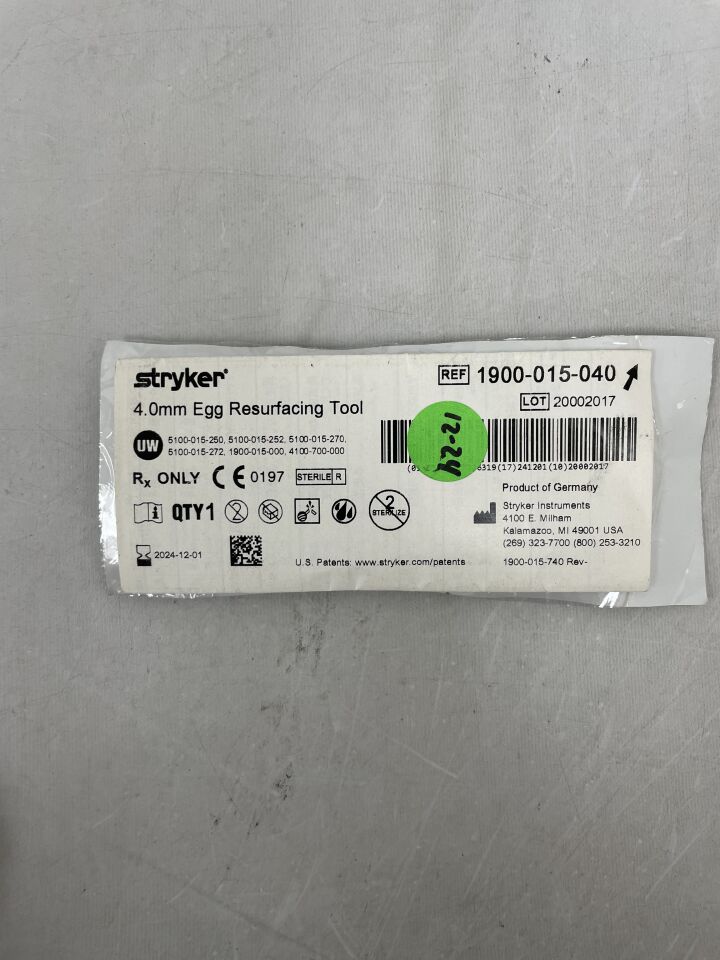 stryker®
4.0mm Egg Resurfacing Tool
UW
5100-015-250, 5100-015-252, 5100-015-270,
5100-015-272, 1900-015-000, 4100-700-000
Rx ONLY CE 0197 STERILE R
QTY 1 2 2 STERILIZE
2024-12-01
U.S. Patents: www.stryker.com/patents
REF 1900-015-040
LOT 20002017
12-24
6319(17)241201(10)20002017
Product of Germany
Stryker Instruments
4100 E. Milham
Kalamazoo, MI 49001 USA
(269) 323-7700 (800) 253-3210
1900-015-740 Rev-